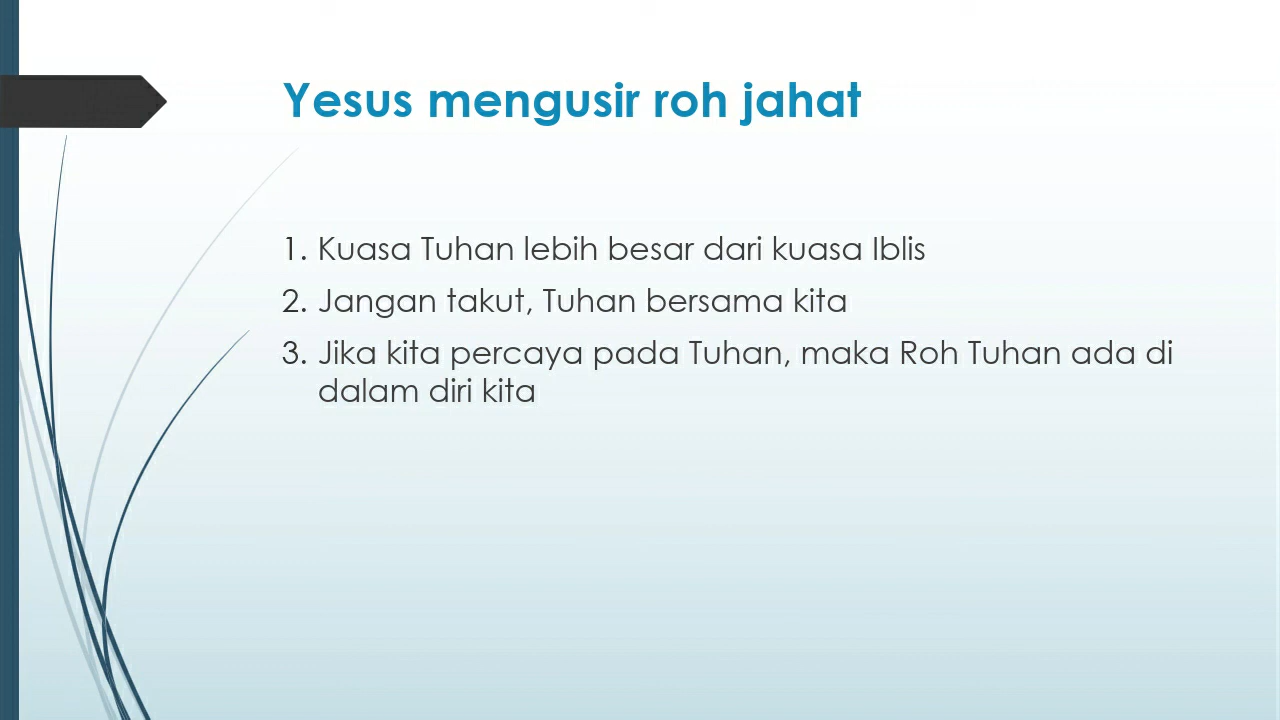 Yesus mengusir roh jahat
1. Kuasa Tuhan lebih besar dari kuasa Iblis
2. Jangan takut, Tuhan bersama kita
3. Jika kita percaya pada Tuhan, maka Roh Tuhan ada di
dalam diri kita